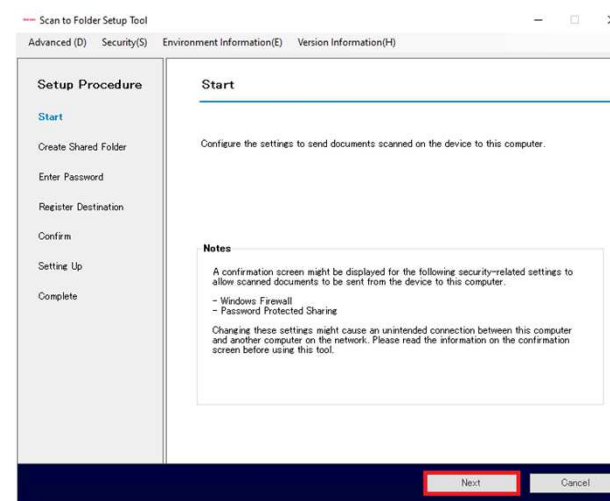 Scan to Folder Setup Tool
Advanced (D) Security(S) Environment Information(E) Version Information(H)
Setup Procedure
Start
Create Shared Folder
Enter Password
Register Destination
Confirm
Setting Up
Complete
Start
Configure the settings to send documents scanned on the device to this computer.
Notes
A confirmation screen might be displayed for the following security-related settings to
allow scanned documents to be sent from the device to this computer.
- Windows Firewall
- Password Protected Sharing
Changing these settings might cause an unintended connection between this computer
and another computer on the network. Please read the information on the confirmation
screen before using this tool.
Next Cancel